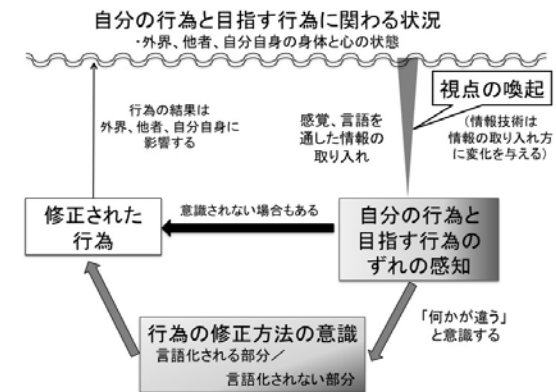 自分の行為と目指す行為に関わる状況
・外界、他者、自分自身の身体と心の状態
視点の喚起
(情報技術は
情報の取り入れ方
に変化を与える)
行為の結果は
外界、他者、自分自身に
影響する
感覚、言語を
通した情報の
取り入れ
修正された
行為
意識されない場合もある
自分の行為と
目指す行為の
ずれの感知
「何かが違う」
と意識する
行為の修正方法の意識
言語化される部分/
言語化されない部分